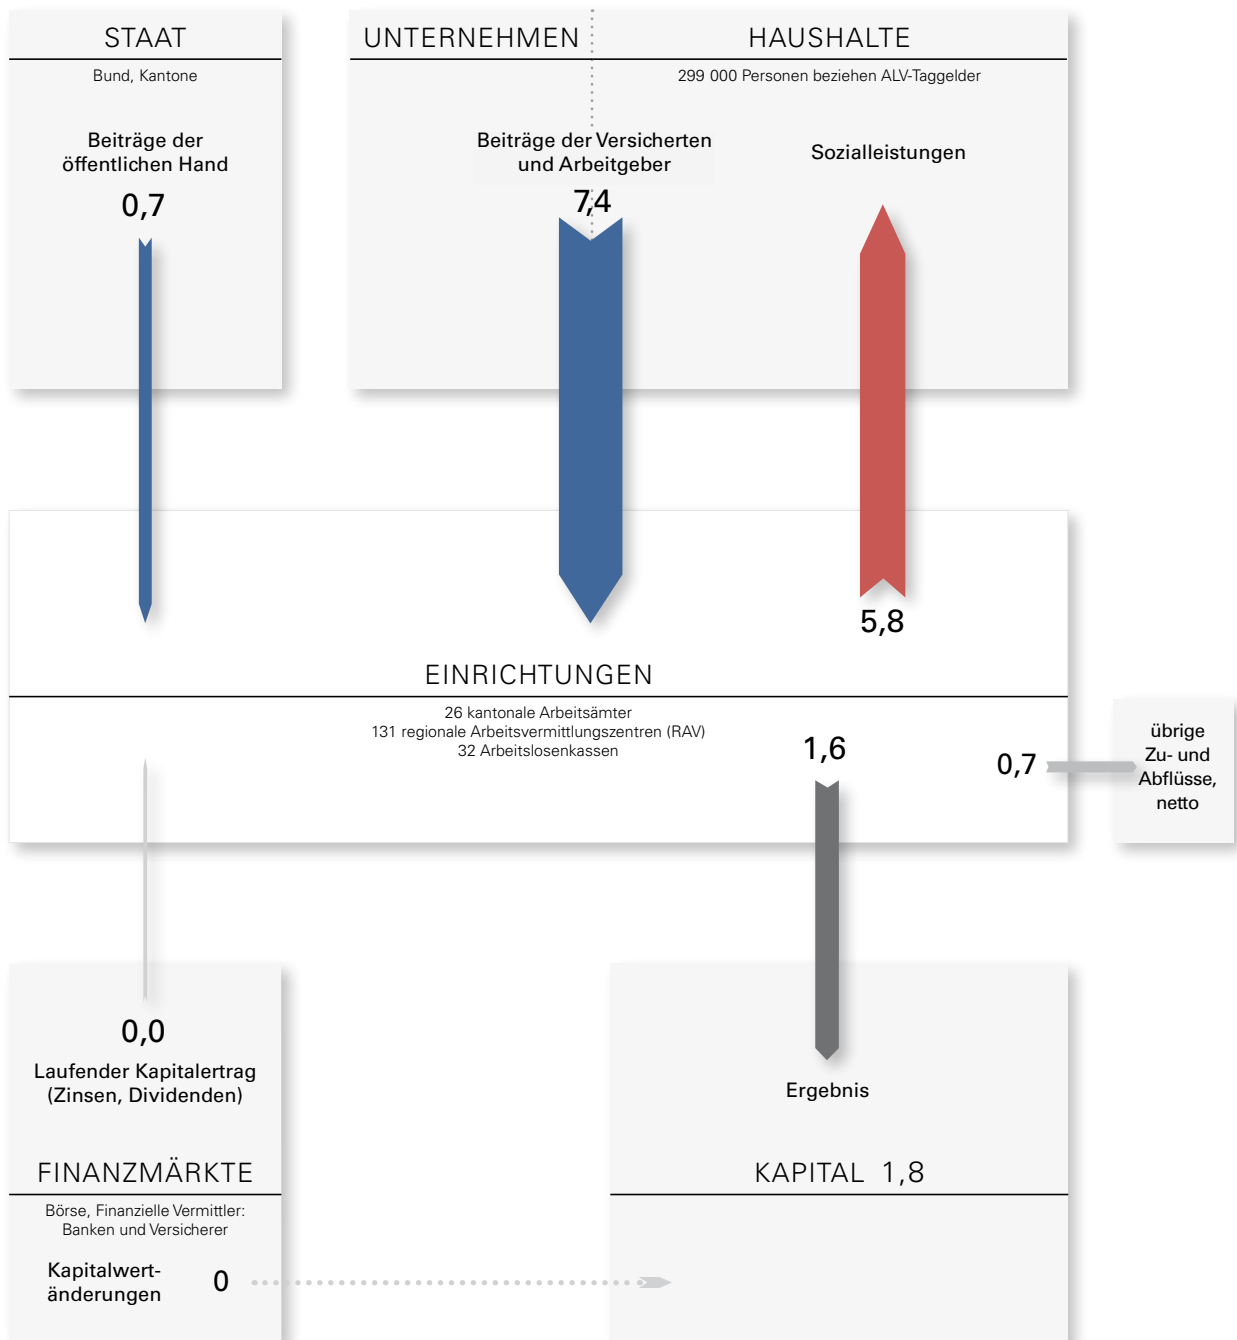 STAAT
Bund, Kantone
Beiträge der
öffentlichen Hand
0,7
UNTERNEHMEN
HAUSHALTE
299 000 Personen beziehen ALV-Taggelder
Beiträge der Versicherten
und Arbeitgeber
7,4
Sozialleistungen
5,8
EINRICHTUNGEN
26 kantonale Arbeitsämter
131 regionale Arbeitsvermittlungszentren (RAV)
32 Arbeitslosenkassen
1,6
0,7
übrige
Zu- und
Abflüsse,
netto
0,0
Laufender Kapitalertrag
(Zinsen, Dividenden)
FINANZMÄRKTE
Börse, Finanzielle Vermittler:
Banken und Versicherer
Kapitalwert-
änderungen
0
Ergebnis
KAPITAL 1,8